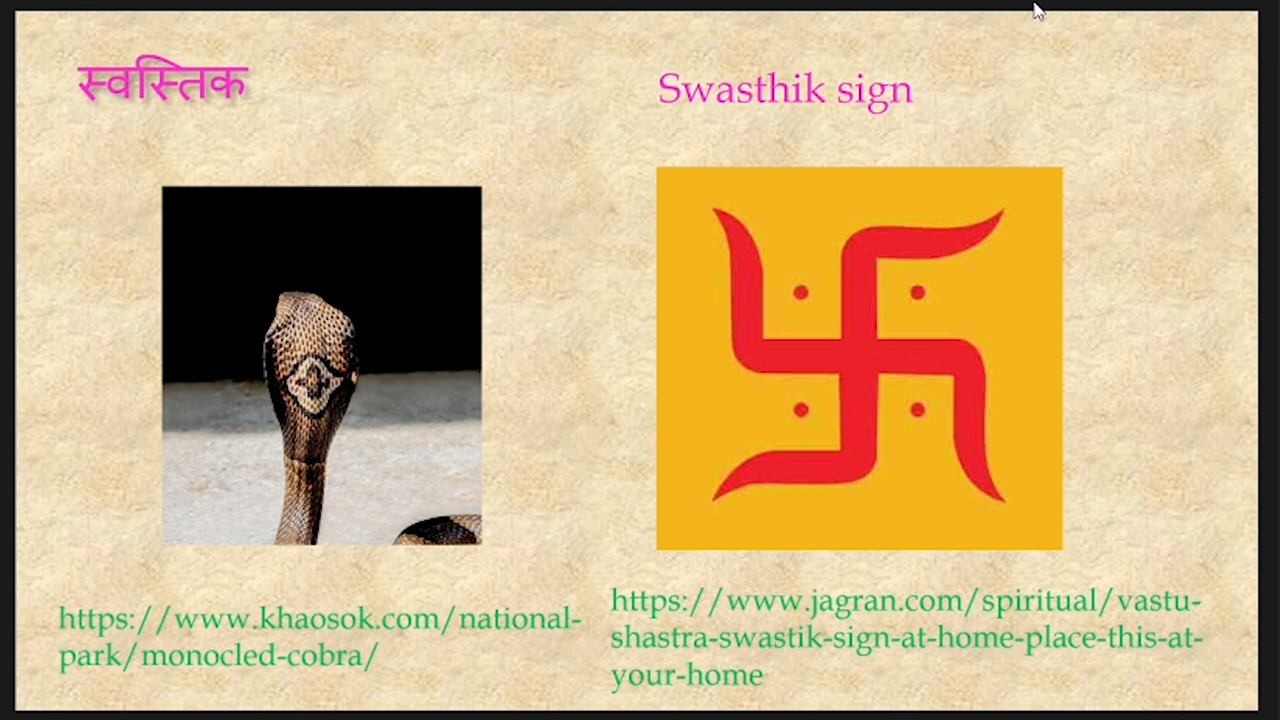 स्वस्तिक
Swasthik sign
https://www.khaosok.com/national-
park/monocled-cobra/
https://www.jagran.com/spiritual/vastu-
shastra-swastik-sign-at-home-place-this-at-
your-home